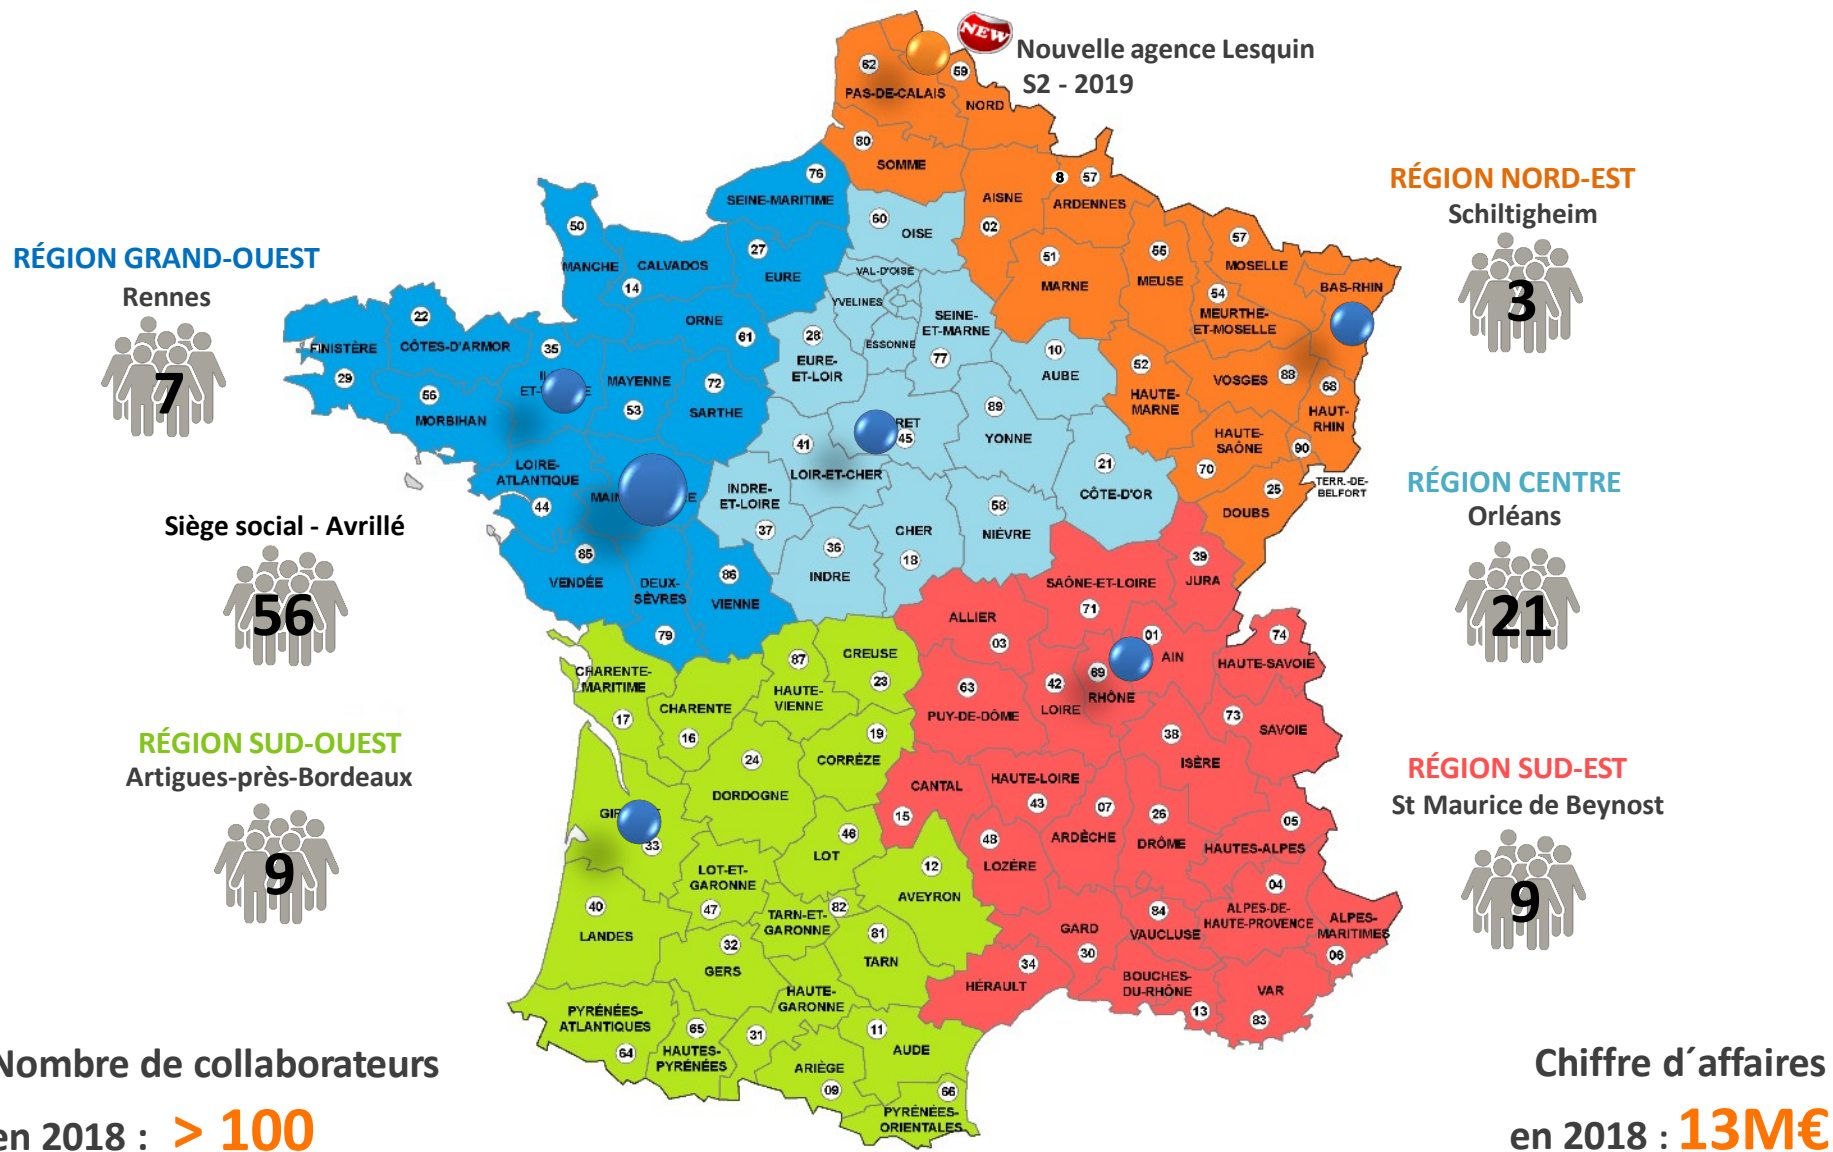 NEW
Nouvelle agence Lesquin
S2 - 2019
RÉGION GRAND-OUEST
Rennes
7
Siège social - Avrillé
56
RÉGION SUD-OUEST
Artigues-près-Bordeaux
9
RÉGION NORD-EST
Schiltigheim
3
RÉGION CENTRE
Orléans
21
RÉGION SUD-EST
St Maurice de Beynost
9
62
PAS-DE-CALAIS
59
NORD
80
SOMME
76
SEINE-MARITIME
60
OISE
AISNE
02
8
57
ARDENNES
51
MARNE
55
MEUSE
57
MOSELLE
54
MEURTHE-
ET-MOSELLE
BAS-RHIN
50
MANCHE
CALVADOS
14
27
EURE
VAL-D'OISE
YVELINES
ESSONNE
SEINE-
ET-MARNE
77
22
CÔTES-D'ARMOR
FINISTÈRE
29
56
MORBIHAN
35
ET-
ORNE
61
MAYENNE
53
72
SARTHE
28
EURE-
ET-LOIR
10
AUBE
52
HAUTE-
MARNE
VOSGES
88
68
HAUT-
RHIN
HAUTE-
SAÔNE
70
90
TERR.-DE-
BELFORT
25
DOUBS
41
LOIR-ET-CHER
RET
45
89
YONNE
21
CÔTE-D'OR
LOIRE-
ATLANTIQUE
44
MAIN
E
INDRE-
ET-LOIRE
37
36
INDRE
CHER
18
58
NIÈVRE
85
VENDÉE
DEUX-
SÈVRES
79
86
VIENNE
39
JURA
SAÔNE-ET-LOIRE
71
ALLIER
03
01
AIN
74
HAUTE-SAVOIE
69
RHÔNE
42
LOIRE
63
PUY-DE-DÔME
73
SAVOIE
38
ISÈRE
CHARENTE-
MARITIME
17
CHARENTE
16
87
HAUTE-
VIENNE
CREUSE
23
19
CORRÈZE
24
DORDOGNE
GIR
33
46
LOT
LOT-ET-
GARONNE
47
12
AVEYRON
CANTAL
15
HAUTE-LOIRE
43
07
ARDÈCHE
26
DRÔME
05
HAUTES-ALPES
48
LOZÈRE
40
LANDES
82
TARN-ET-
GARONNE
81
TARN
32
GERS
HAUTE-
GARONNE
31
04
ALPES-DE-
HAUTE-PROVENCE
ALPES-
MARITIMES
06
84
VAUCLUSE
GARD
30
34
HÉRAULT
BOUCHES-
DU-RHÔNE
13
VAR
83
PYRÉNÉES-
ATLANTIQUES
64
65
HAUTES-
PYRÉNÉES
ARIÈGE
09
11
AUDE
66
PYRÉNÉES-
ORIENTALES
Nombre de collaborateurs
en 2018 : > 100
Chiffre d´affaires
en 2018 : 13M€